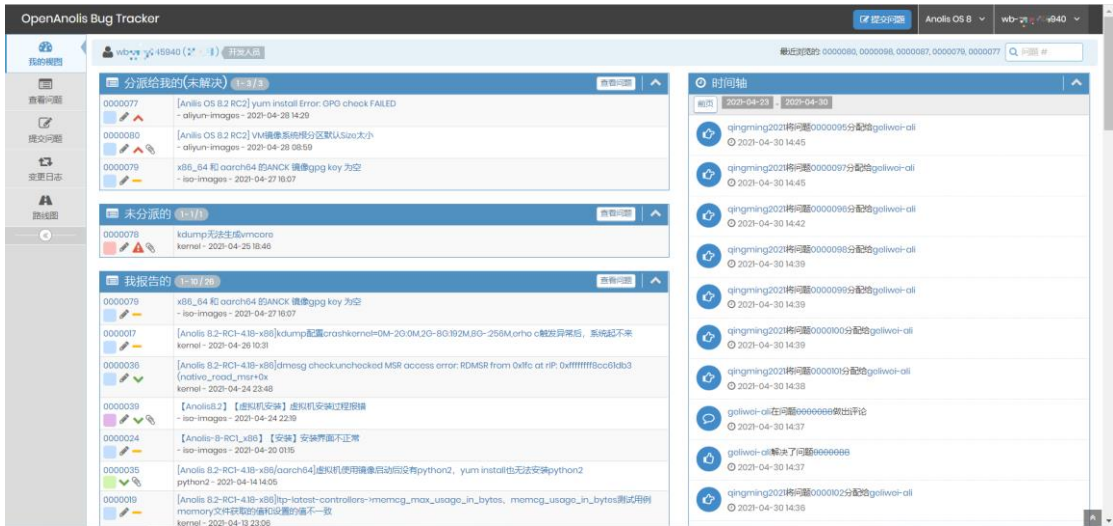 OpenAnolis Bug Tracker
提交问题
Anolis OS 8
我的视图
查看问题
提交问题
变更日志
路线图
开发人员
最近浏览的: 0000080, 0000098, 0000087, 0000079, 0000077
问题 #
分派给我的(未解决) 1 - 3 / 3
查看问题
0000077
[Anilis OS 8.2 RC2] yum install Error: GPG check FAILED
- aliyun-images - 2021-04-28 14:29
0000080
[Anilis OS 8.2 RC2] VM镜像系统根分区默认Size太小
- aliyun-images - 2021-04-28 08:59
0000079
x86_64 和 aarch64 的ANCK 镜像gpg key 为空
- iso-images - 2021-04-27 16:07
未分派的 1 - 1 / 1
查看问题
0000078
kdump无法生成vmcore
kernel - 2021-04-25 18:46
我报告的 1 - 10 / 26
查看问题
0000079
x86_64 和 aarch64 的ANCK 镜像gpg key 为空
- iso-images - 2021-04-27 16:07
0000017
[Anolis 8.2-RC1-4.18-x86]kdump配置crashkernel=0M-2G:0M,2G-8G:192M,8G-:256M,echo c触发异常后，系统起不来
kernel - 2021-04-26 10:31
0000036
[Anolis 8.2-RC1-4.18-x86]dmesg check:unchecked MSR access error: RDMSR from 0x1fc at rIP: 0xffffffff8cc61db3
(native_read_msr+0x
kernel - 2021-04-24 23:48
0000039
【Anolis8.2】【虚拟机安装】虚拟机安装过程报错
- iso-images - 2021-04-24 22:19
0000024
【Anolis-8-RC1_x86】【安装】安装界面不正常
- iso-images - 2021-04-20 01:15
0000035
[Anolis 8.2-RC1-4.18-x86/aarch64]虚拟机使用镜像启动后没有python2，yum install也无法安装python2
python2 - 2021-04-14 14:05
0000019
[Anolis 8.2-RC1-4.18-x86]ltp-latest-controllers->memcg_max_usage_in_bytes，memcg_usage_in_bytes测试用例
memory文件获取的值和设置的值不一致
kernel - 2021-04-13 23:06
时间轴
前页 2021-04-23 - 2021-04-30
qingming2021将问题0000095分配给geliwei-ali
2021-04-30 14:45
qingming2021将问题0000097分配给geliwei-ali
2021-04-30 14:45
qingming2021将问题0000096分配给geliwei-ali
2021-04-30 14:42
qingming2021将问题0000098分配给geliwei-ali
2021-04-30 14:39
qingming2021将问题0000099分配给geliwei-ali
2021-04-30 14:39
qingming2021将问题0000100分配给geliwei-ali
2021-04-30 14:39
qingming2021将问题0000101分配给geliwei-ali
2021-04-30 14:38
geliwei-ali在问题0000088做出评论
2021-04-30 14:37
geliwei-ali解决了问题0000088
2021-04-30 14:37
qingming2021将问题0000102分配给geliwei-ali
2021-04-30 14:36